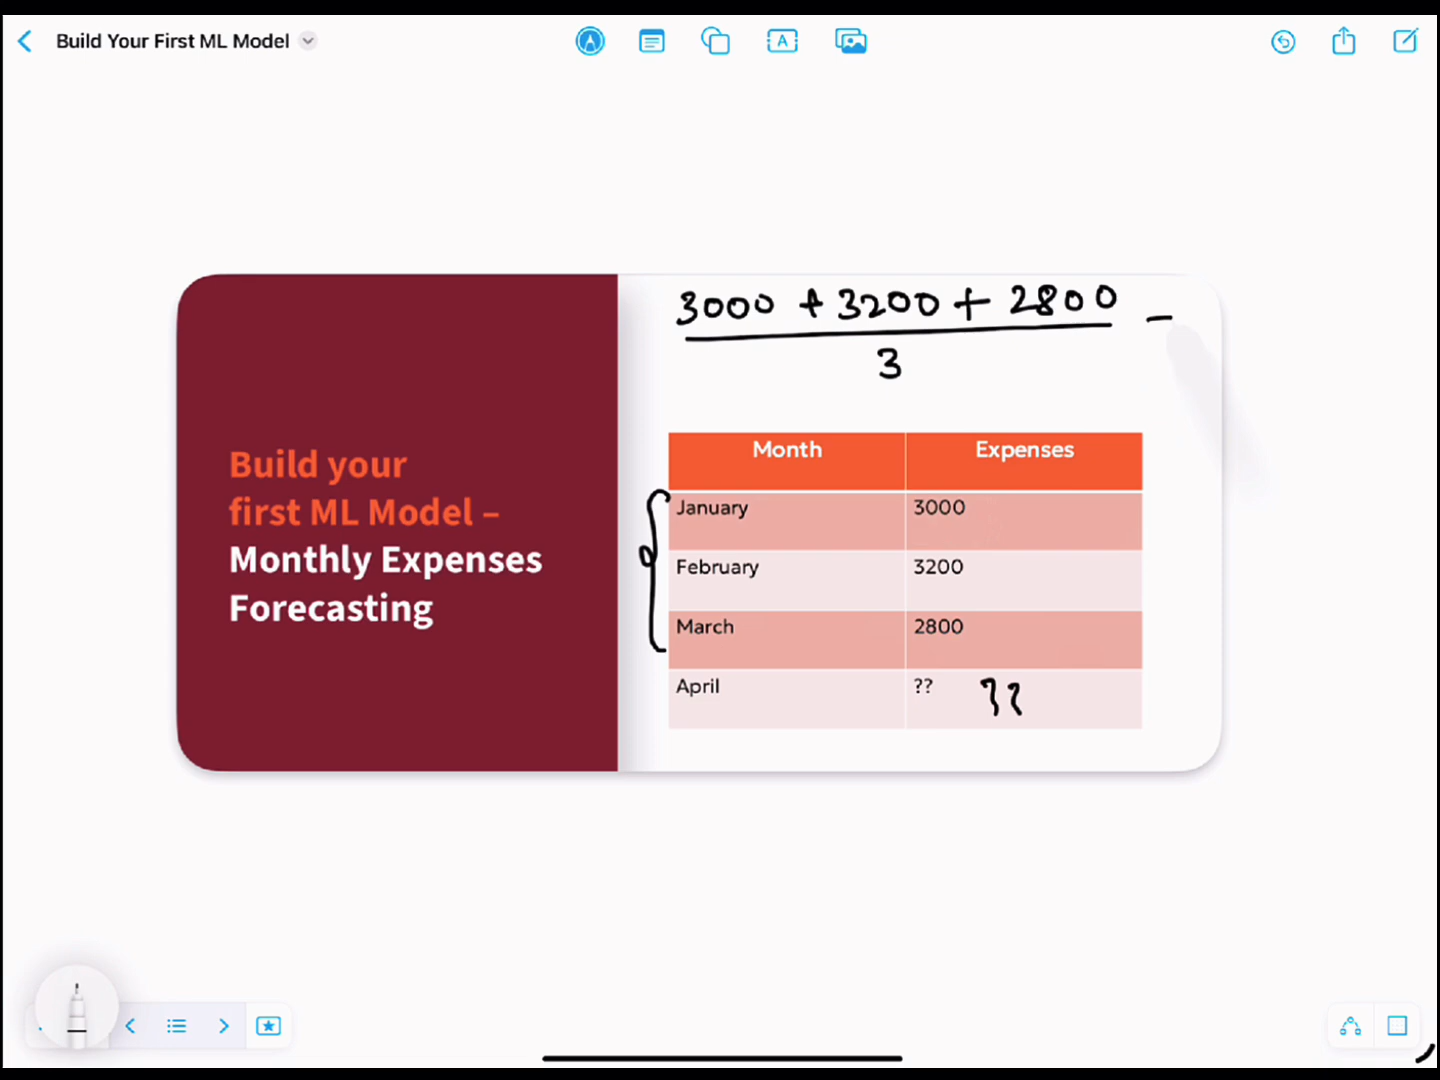 Build Your First ML Model
A
3000 + 3200 + 2800 –
3
Build your
first ML Model –
Monthly Expenses
Forecasting
Month Expenses
January 3000
February 3200
March 2800
April ?? ??